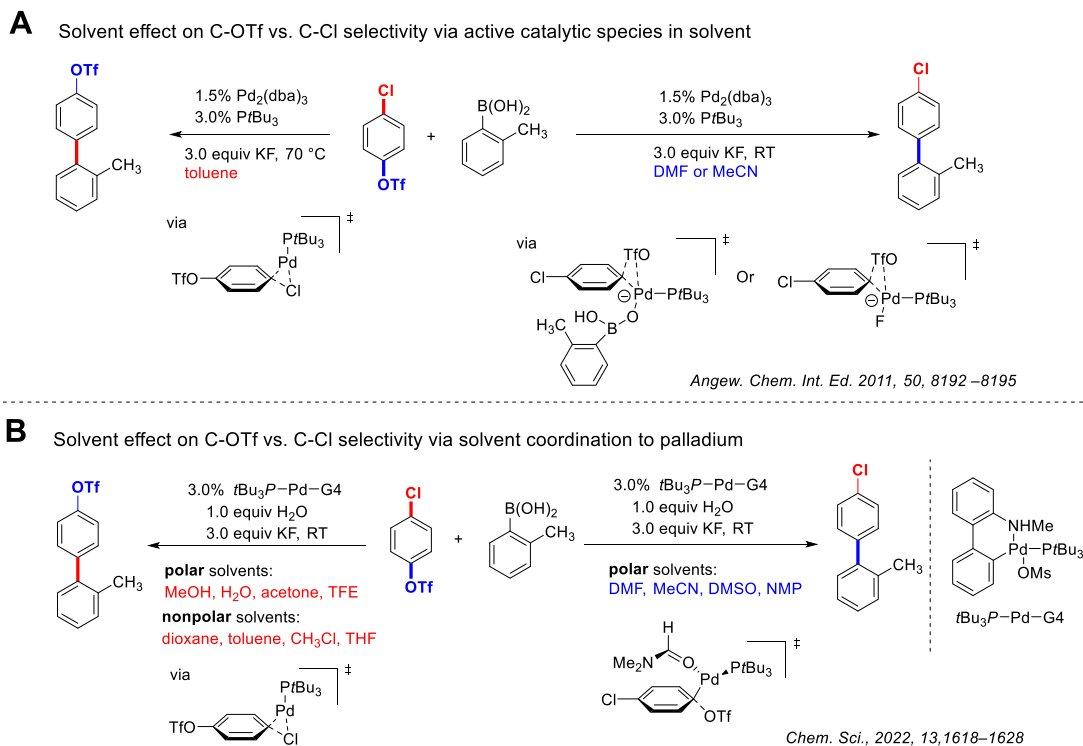 A
Solvent effect on C-OTf vs. C-Cl selectivity via active catalytic species in solvent
OTf
CH3
1.5% Pd2(dba)3
3.0% PtBu3
3.0 equiv KF, 70 °C
toluene
Cl
OTf
+
B(OH)2
CH3
1.5% Pd2(dba)3
3.0% PtBu3
3.0 equiv KF, RT
DMF or MeCN
Cl
CH3
via
PtBu3
Pd
TfO
Cl
‡
via
TfO
Cl
Pd
PtBu3
HO
B
O
H3C
‡
Or
TfO
Cl
Pd
PtBu3
F
‡
Angew. Chem. Int. Ed. 2011, 50, 8192 –8195
B
Solvent effect on C-OTf vs. C-Cl selectivity via solvent coordination to palladium
OTf
CH3
3.0% tBu3P–Pd–G4
1.0 equiv H2O
3.0 equiv KF, RT
polar solvents:
MeOH, H2O, acetone, TFE
nonpolar solvents:
dioxane, toluene, CH3Cl, THF
Cl
OTf
+
B(OH)2
CH3
3.0% tBu3P–Pd–G4
1.0 equiv H2O
3.0 equiv KF, RT
polar solvents:
DMF, MeCN, DMSO, NMP
Cl
CH3
NHMe
Pd–PtBu3
OMs
tBu3P–Pd–G4
via
PtBu3
Pd
TfO
Cl
‡
H
Me2N
O
Pd
PtBu3
Cl
OTf
‡
Chem. Sci., 2022, 13,1618–1628